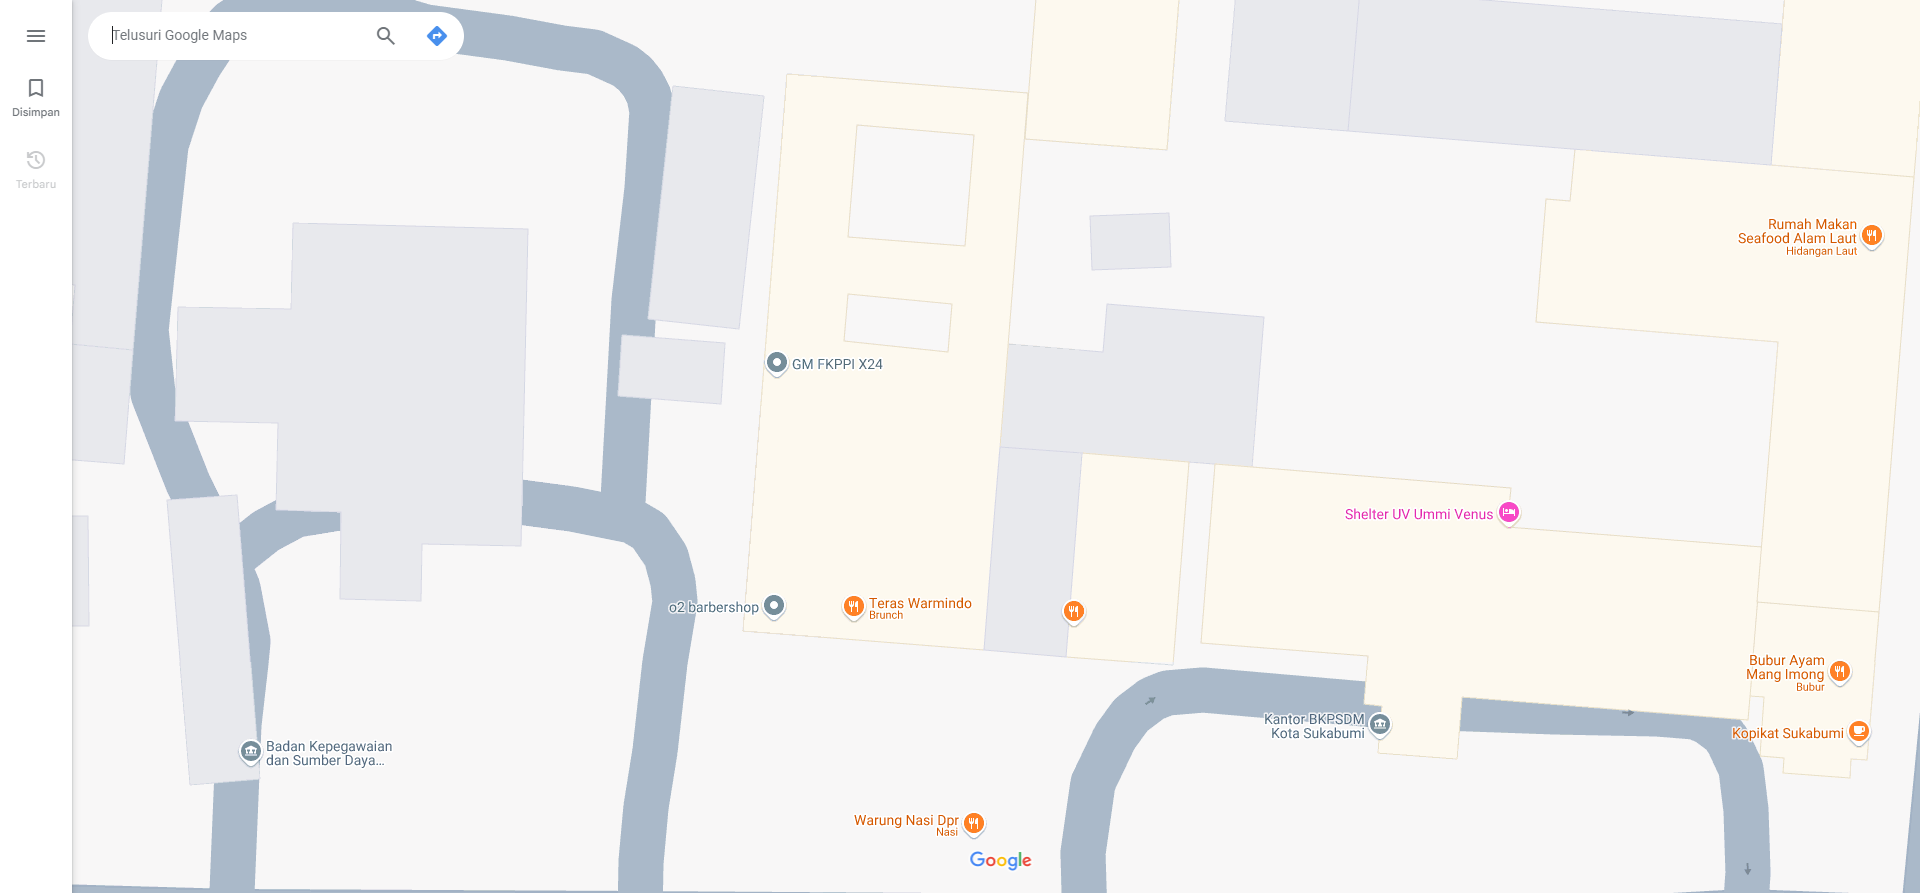 Telusuri Google Maps
Disimpan
Terbaru
Rumah Makan
Seafood Alam Laut
Hidangan Laut
GM FKPPI X24
Shelter UV Ummi Venus
o2 barbershop
Teras Warmindo
Brunch
Bubur Ayam
Mang Imong
Bubur
Kantor BKPSDM
Kota Sukabumi
Kopikat Sukabumi
Badan Kepegawaian
dan Sumber Daya...
Warung Nasi Dpr
Nasi
Google